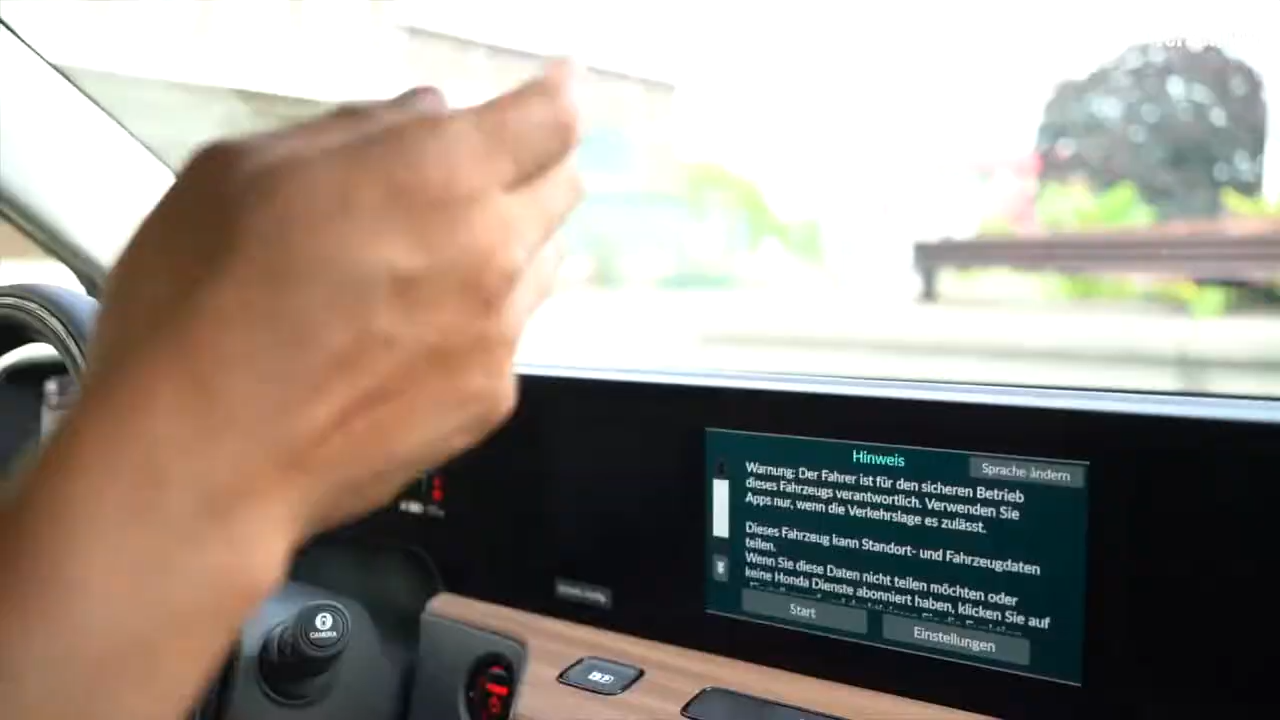 Hinweis
Sprache ändern
Warnung: Der Fahrer ist für den sicheren Betrieb
dieses Fahrzeugs verantwortlich. Verwenden Sie
Apps nur, wenn die Verkehrslage es zulässt.
Dieses Fahrzeug kann Standort- und Fahrzeugdaten
teilen.
Wenn Sie diese Daten nicht teilen möchten oder
keine Honda Dienste abonniert haben, klicken Sie auf
Start
Einstellungen
CAMERA